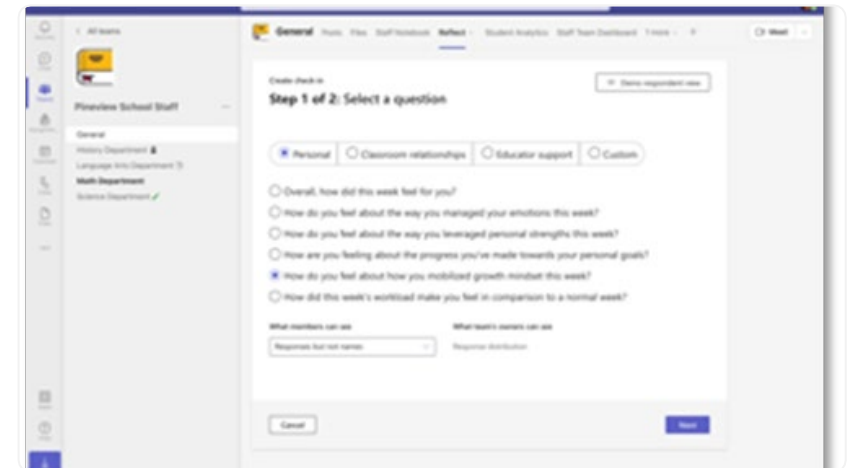 All teams
General Posts Files Staff Notebook Reflect Student Analytics Staff Team Dashboard 1 more +
Meet
Pineview School Staff
General
History Department
Language Arts Department
Math Department
Science Department
Create check-in
Demo respondent view
Step 1 of 2: Select a question
Personal Classroom relationships Educator support Custom
Overall, how did this week feel for you?
How do you feel about the way you managed your emotions this week?
How do you feel about the way you leveraged personal strengths this week?
How are you feeling about the progress you've made towards your personal goals?
How do you feel about how you mobilized growth mindset this week?
How did this week's workload make you feel in comparison to a normal week?
What members can see What team's owners can see
Responses but not names Response distribution
Cancel Next